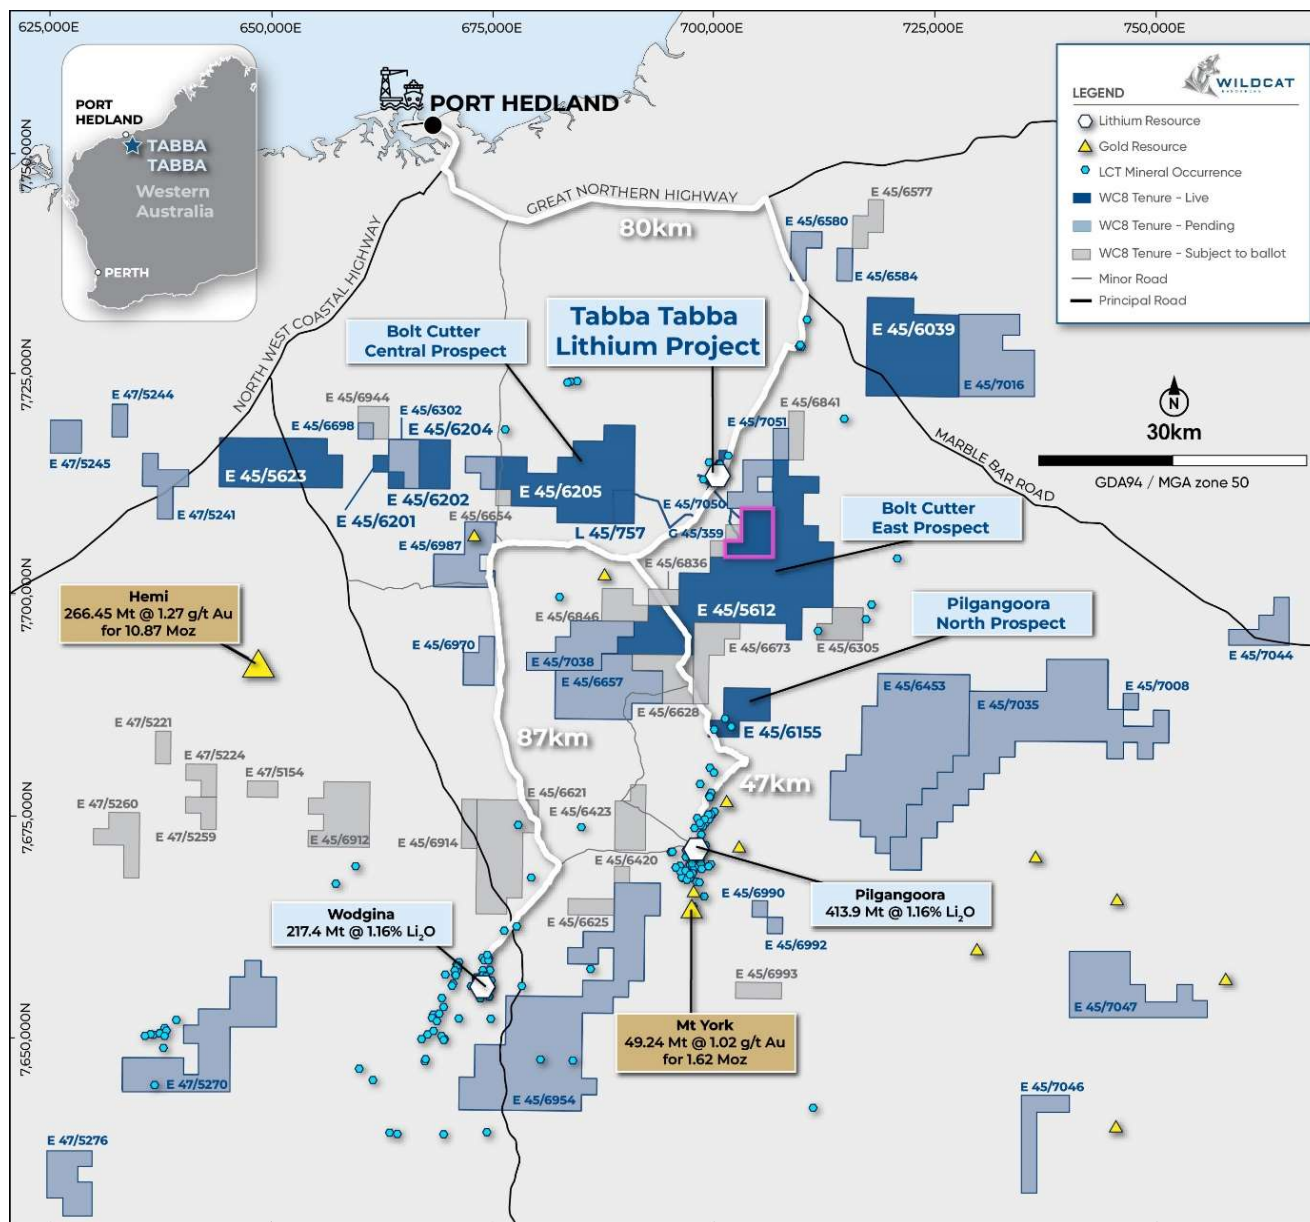 625,000E
650,000E
675,000E
700,000E
725,000E
750,000E
7,750,000N
7,725,000N
7,700,000N
7,675,000N
7,650,000N
PORT
HEDLAND
TABBA
TABBA
Western
Australia
PERTH
PORT HEDLAND
WILDCAT
LEGEND
Lithium Resource
Gold Resource
LCT Mineral Occurrence
WC8 Tenure - Live
WC8 Tenure - Pending
WC8 Tenure - Subject to ballot
Minor Road
Principal Road
N
30km
GDA94 / MGA zone 50
GREAT NORTHERN HIGHWAY
80km
NORTH WEST COASTAL HIGHWAY
MARBLE BAR ROAD
E 45/6577
E 45/6580
E 45/6584
E 45/6039
E 45/7016
Tabba Tabba
Lithium Project
Bolt Cutter
Central Prospect
E 47/5244
E 47/5245
E 47/5241
E 45/6944
E 45/6302
E 45/6698
E 45/6204
E 45/5623
E 45/6202
E 45/6201
E 45/6205
E 45/7051
E 45/6841
E 45/7050
G 45/359
L 45/757
E 45/6654
E 45/6987
Bolt Cutter
East Prospect
E 45/6836
E 45/6846
E 45/5612
Pilgangoora
North Prospect
Hemi
266.45 Mt @ 1.27 g/t Au
for 10.87 Moz
E 45/6970
E 45/7038
E 45/6657
E 45/6673
E 45/6305
E 45/6628
E 45/6155
E 45/7044
E 45/6453
E 45/7035
E 45/7008
87km
47km
E 47/5221
E 47/5224
E 47/5154
E 47/5260
E 47/5259
E 45/6912
E 45/6914
E 45/6621
E 45/6423
E 45/6420
E 45/6625
Wodgina
217.4 Mt @ 1.16% Li₂O
Pilgangoora
413.9 Mt @ 1.16% Li₂O
E 45/6990
E 45/6992
E 45/6993
Mt York
49.24 Mt @ 1.02 g/t Au
for 1.62 Moz
E 45/7047
E 45/7046
E 47/5270
E 45/6954
E 47/5276